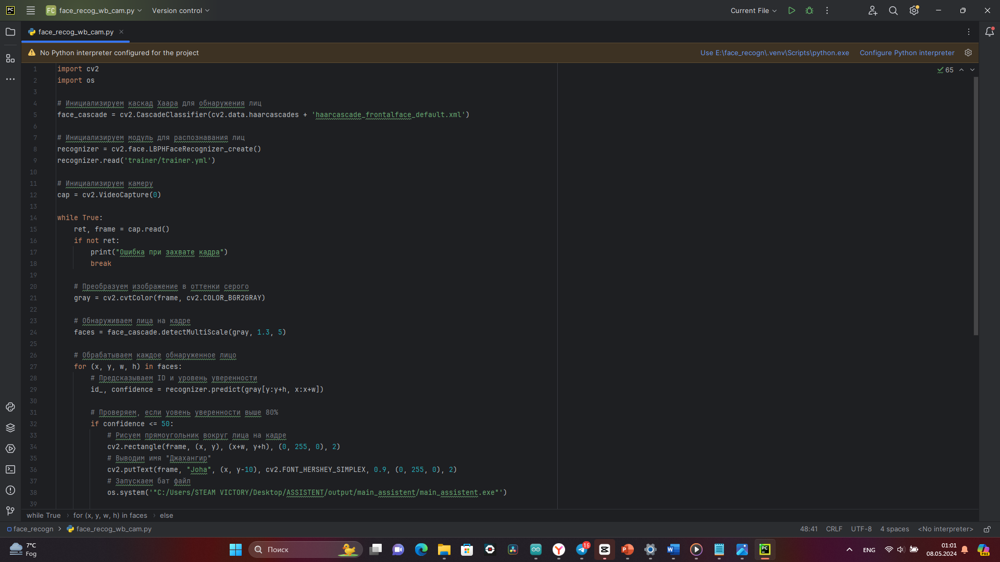 PC
FC face_recog_wb_cam.py
Version control
Current File
face_recog_wb_cam.py
No Python interpreter configured for the project
Use E:\face_recogn\.venv\Scripts\python.exe
Configure Python interpreter
65
1 import cv2
2 import os
3
4 # Инициализируем каскад Хаара для обнаружения лиц
5 face_cascade = cv2.CascadeClassifier(cv2.data.haarcascades + 'haarcascade_frontalface_default.xml')
6
7 # Инициализируем модуль для распознавания лиц
8 recognizer = cv2.face.LBPHFaceRecognizer_create()
9 recognizer.read('trainer/trainer.yml')
10
11 # Инициализируем камеру
12 cap = cv2.VideoCapture(0)
13
14 while True:
15 ret, frame = cap.read()
16 if not ret:
17 print("Ошибка при захвате кадра")
18 break
19
20 # Преобразуем изображение в оттенки серого
21 gray = cv2.cvtColor(frame, cv2.COLOR_BGR2GRAY)
22
23 # Обнаруживаем лица на кадре
24 faces = face_cascade.detectMultiScale(gray, 1.3, 5)
25
26 # Обрабатываем каждое обнаруженное лицо
27 for (x, y, w, h) in faces:
28 # Предсказываем ID и уровень уверенности
29 id_, confidence = recognizer.predict(gray[y:y+h, x:x+w])
30
31 # Проверяем, если уовень уверенности выше 80%
32 if confidence <= 50:
33 # Рисуем прямоугольник вокруг лица на кадре
34 cv2.rectangle(frame, (x, y), (x+w, y+h), (0, 255, 0), 2)
35 # Выводим имя "Джахангир"
36 cv2.putText(frame, "Joha", (x, y-10), cv2.FONT_HERSHEY_SIMPLEX, 0.9, (0, 255, 0), 2)
37 # Запускаем бат файл
38 os.system('"C:/Users/STEAM VICTORY/Desktop/ASSISTENT/output/main_assistent/main_assistent.exe"')
39
while True > for (x, y, w, h) in faces > else
face_recogn > face_recog_wb_cam.py
48:41 CRLF UTF-8 4 spaces <No interpreter>
7°C
Fog
Поиск
16
ENG
01:01
08.05.2024
PRE